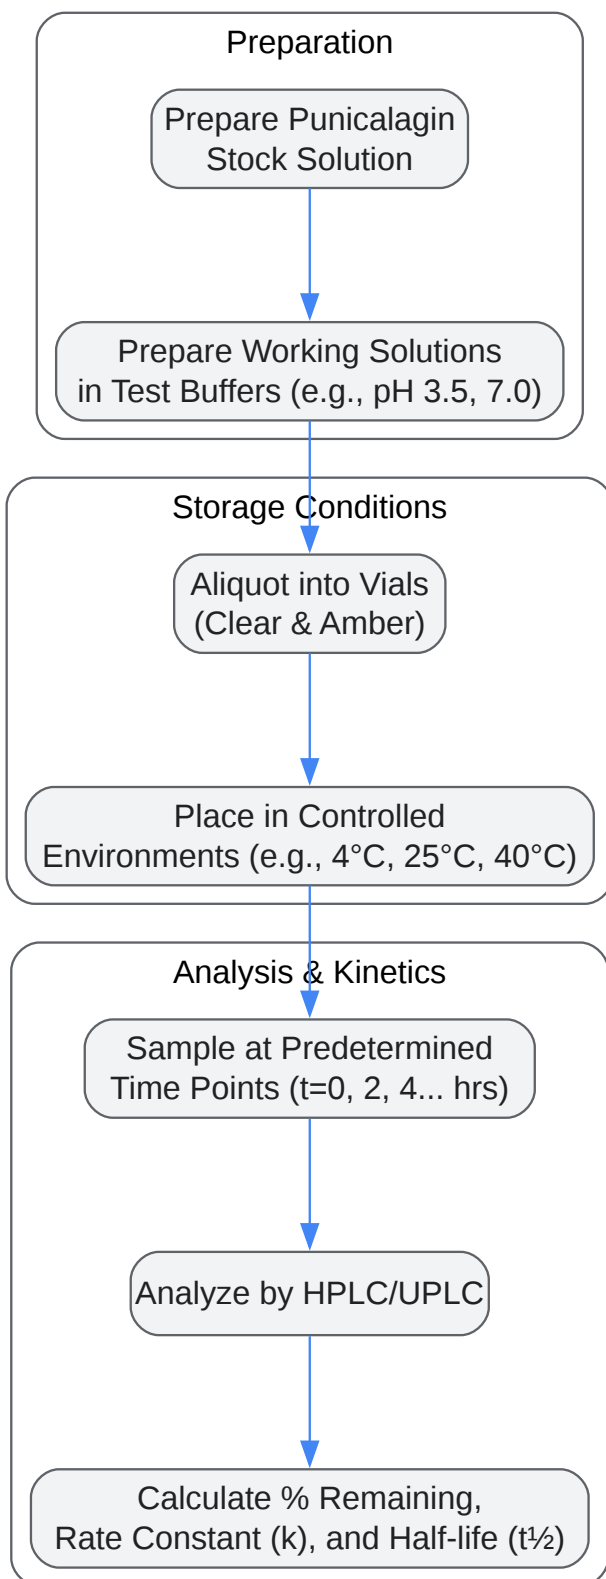 Preparation
Prepare Punicalagin
Stock Solution
Prepare Working Solutions
in Test Buffers (e.g., pH 3.5, 7.0)
Storage Conditions
Aliquot into Vials
(Clear & Amber)
Place in Controlled
Environments (e.g., 4°C, 25°C, 40°C)
Analysis & Kinetics
Sample at Predetermined
Time Points (t=0, 2, 4... hrs)
Analyze by HPLC/UPLC
Calculate % Remaining,
Rate Constant (k), and Half-life (t½)